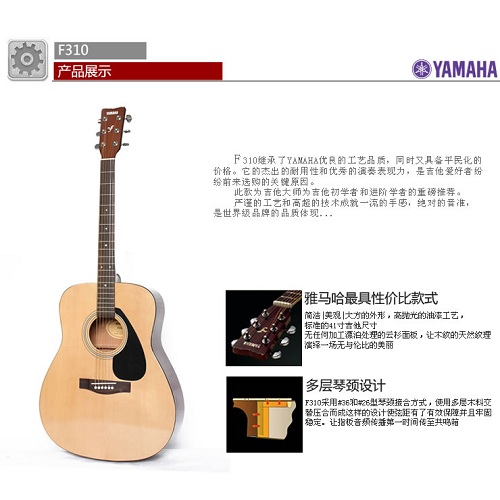 F310
产品展示
YAMAHA
F310继承了YAMAHA优良的工艺品质，同时又具备平民化的
价格。它的杰出的耐用性和优秀的演奏表现力，是吉他爱好者纷
纷前来选购的关键原因。
此款为吉他大师为吉他初学者和进阶学者的重磅推荐。
严谨的工艺和高超的技术成就一流的手感，绝对的音准，
是世界级品牌的品质体现...
雅马哈最具性价比款式
简洁|美观|大方的外形，高抛光的油漆工艺，
标准的41寸吉他尺寸
无任何加工漂泊处理的云杉面板，让木纹的天然纹理
演绎一场无与伦比的美丽
YAMAHA
多层琴颈设计
F310采用#36和#26型琴颈接合方式，使用多层木料交
替压合而成这样的设计使弦距有了有效保障并且牢固
稳定。让指板音频传播第一时间传至共鸣箱